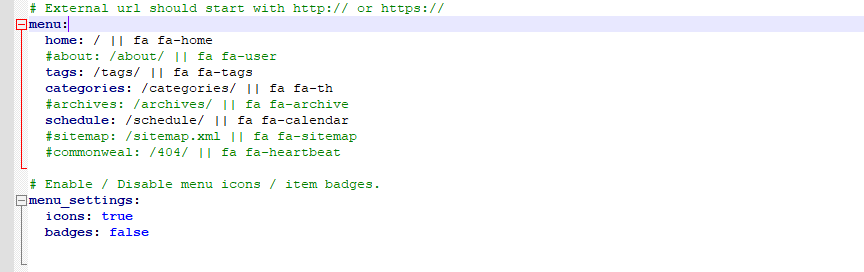 # External url should start with http:// or https://
menu:
  home: / || fa fa-home
  #about: /about/ || fa fa-user
  tags: /tags/ || fa fa-tags
  categories: /categories/ || fa fa-th
  #archives: /archives/ || fa fa-archive
  schedule: /schedule/ || fa fa-calendar
  #sitemap: /sitemap.xml || fa fa-sitemap
  #commonweal: /404/ || fa fa-heartbeat
# Enable / Disable menu icons / item badges.
menu_settings:
  icons: true
  badges: false